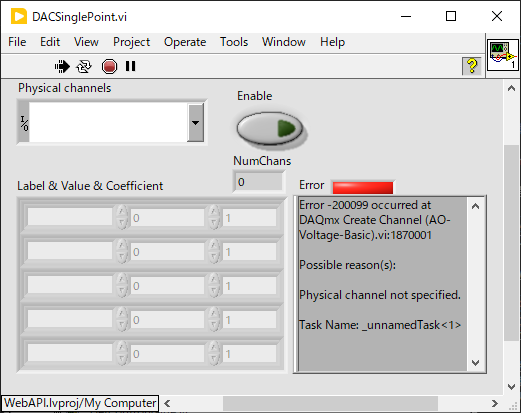 DACSinglePoint.vi
File Edit View Project Operate Tools Window Help
?
1
Physical channels
I/O
Enable
NumChans
0
Label & Value & Coefficient
Error
0 1
0 1
0 1
0 1
0 1
Error -200099 occurred at
DAQmx Create Channel (AO-
Voltage-Basic).vi:1870001
Possible reason(s):
Physical channel not specified.
Task Name: _unnamedTask<1>
WebAPI.lvproj/My Computer